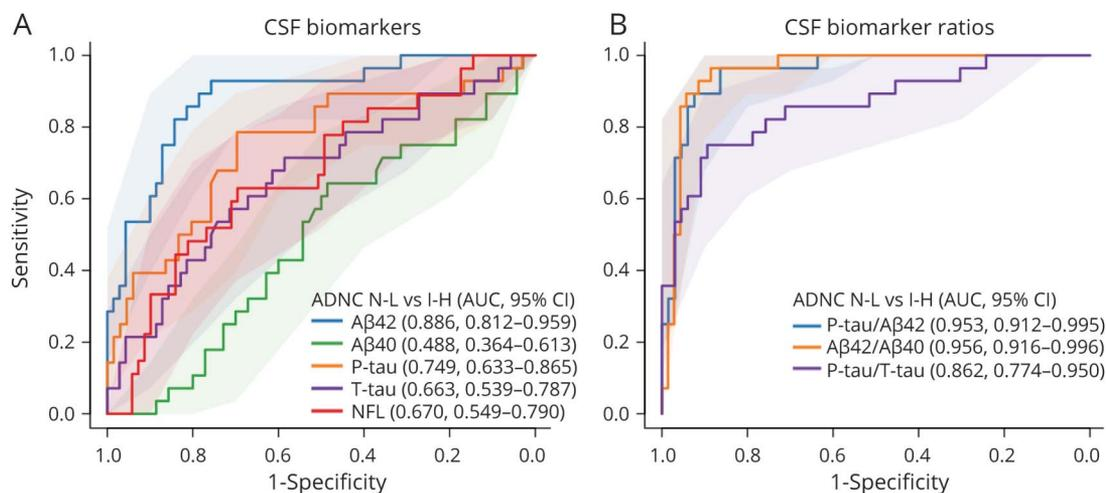 A
CSF biomarkers
Sensitivity
1.0
0.8
0.6
0.4
0.2
0.0
ADNC N-L vs I-H (AUC, 95% CI)
Aβ42 (0.886, 0.812–0.959)
Aβ40 (0.488, 0.364–0.613)
P-tau (0.749, 0.633–0.865)
T-tau (0.663, 0.539–0.787)
NFL (0.670, 0.549–0.790)
1.0 0.8 0.6 0.4 0.2 0.0
1-Specificity
B
CSF biomarker ratios
1.0
0.8
0.6
0.4
0.2
0.0
ADNC N-L vs I-H (AUC, 95% CI)
P-tau/Aβ42 (0.953, 0.912–0.995)
Aβ42/Aβ40 (0.956, 0.916–0.996)
P-tau/T-tau (0.862, 0.774–0.950)
1.0 0.8 0.6 0.4 0.2 0.0
1-Specificity